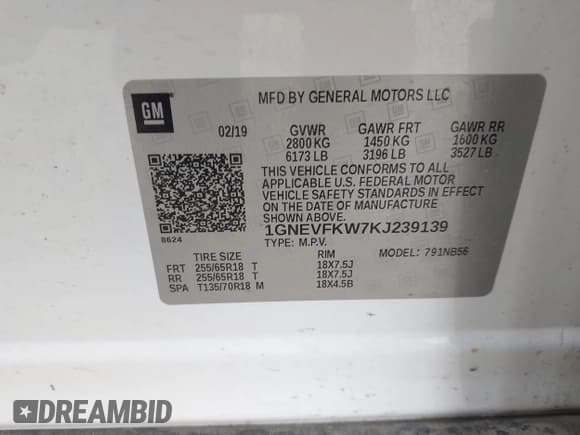 GM
MFD BY GENERAL MOTORS LLC
02/19 GVWR GAWR FRT GAWR RR
2800 KG 1450 KG 1600 KG
6173 LB 3196 LB 3527 LB
THIS VEHICLE CONFORMS TO ALL
APPLICABLE U.S. FEDERAL MOTOR
VEHICLE SAFETY STANDARDS IN EFFECT
ON THE DATE OF MANUFACTURE
SHOWN ABOVE.
8624 1GNEVFKW7KJ239139
TYPE: M.P.V. MODEL: 791NB56
TIRE SIZE RIM
FRT 255/65R18 T 18X7.5J
RR 255/65R18 T 18X7.5J
SPA T135/70R18 M 18X4.5B
DREAMBID